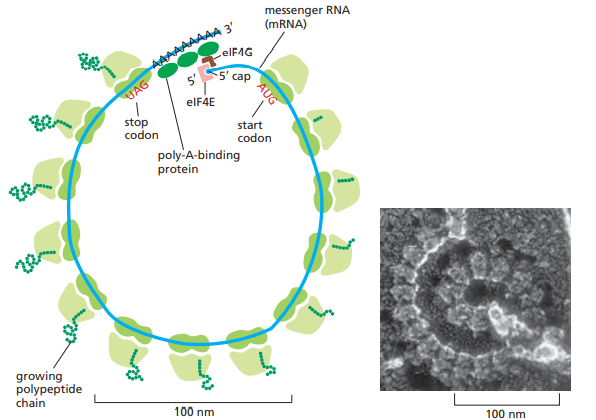 messenger RNA
(mRNA)
AAAAAAAAA 3′
eIF4G
5′
5′ cap
eIF4E
UAG
AUG
stop
codon
start
codon
poly-A-binding
protein
growing
polypeptide
chain
100 nm
100 nm